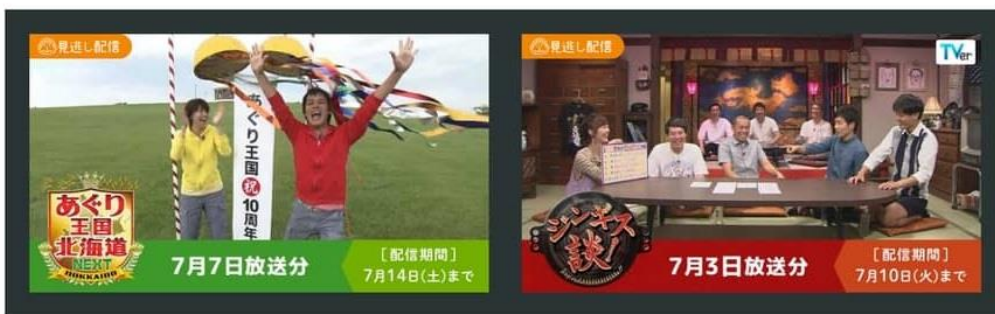 見逃し配信
あぐり王国
祝
10周年
あぐり
王国
北海道
NEXT
HOKKAIDO
7月7日放送分
[配信期間]
7月14日(土)まで
見逃し配信
TVer
ジンギス
談!
7月3日放送分
[配信期間]
7月10日(火)まで